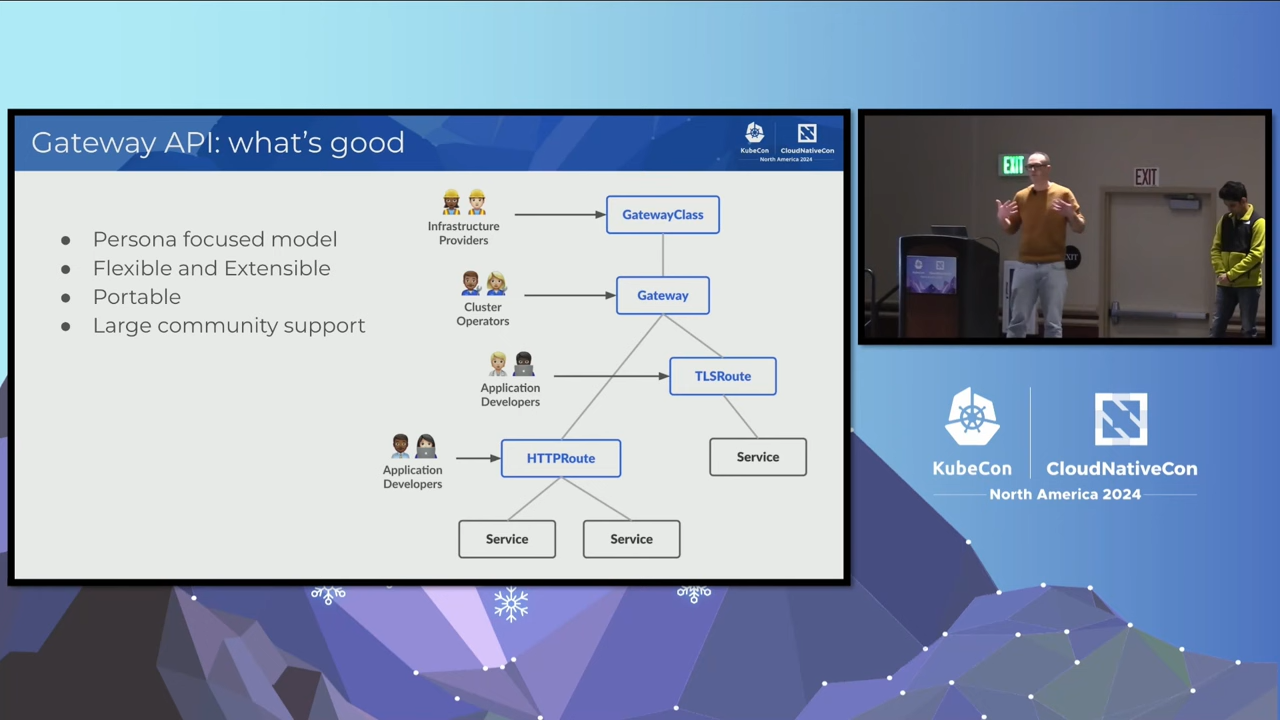 Gateway API: what's good
KubeCon
CloudNativeCon
North America 2024
● Persona focused model
● Flexible and Extensible
● Portable
● Large community support
Infrastructure
Providers
GatewayClass
Cluster
Operators
Gateway
Application
Developers
TLSRoute
Application
Developers
HTTPRoute
Service
Service
Service
EXIT
EXIT
EXIT
KubeCon
CloudNativeCon
North America 2024